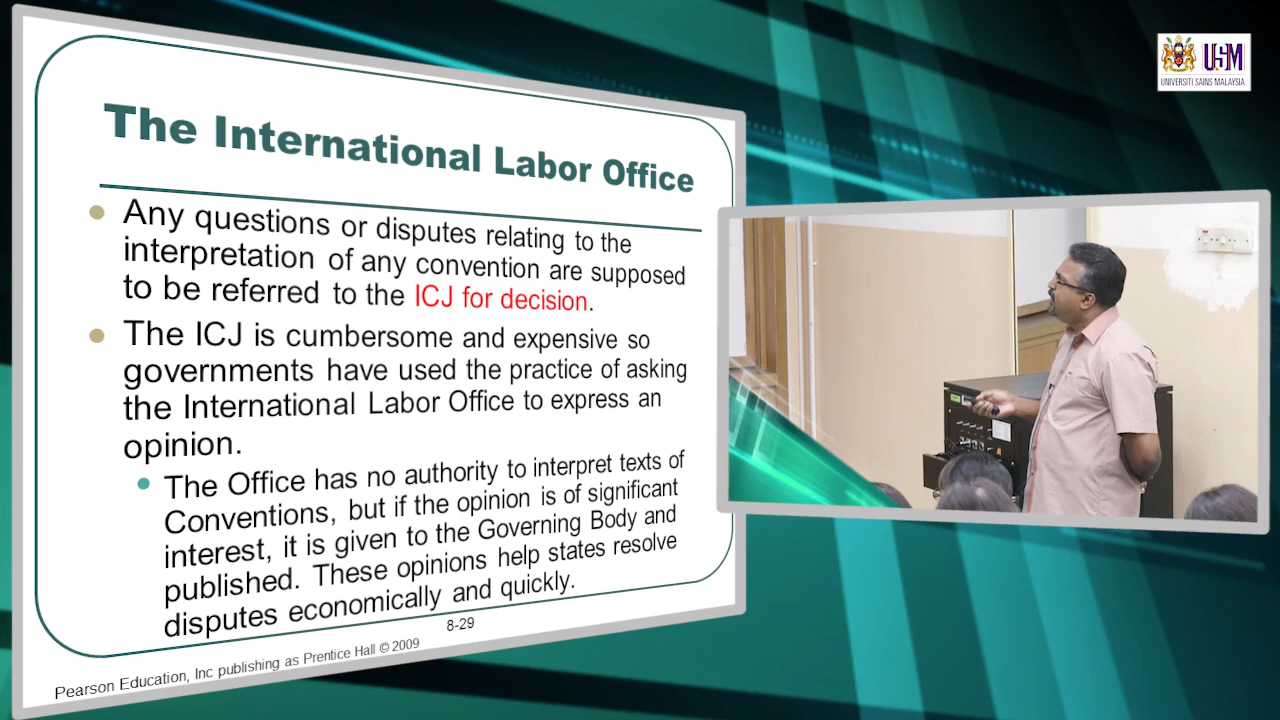 The International Labor Office
Any questions or disputes relating to the
interpretation of any convention are supposed
to be referred to the ICJ for decision.
The ICJ is cumbersome and expensive so
governments have used the practice of asking
the International Labor Office to express an
opinion.
The Office has no authority to interpret texts of
Conventions, but if the opinion is of significant
interest, it is given to the Governing Body and
published. These opinions help states resolve
disputes economically and quickly.
8-29
Pearson Education, Inc publishing as Prentice Hall © 2009
USM
UNIVERSITI SAINS MALAYSIA